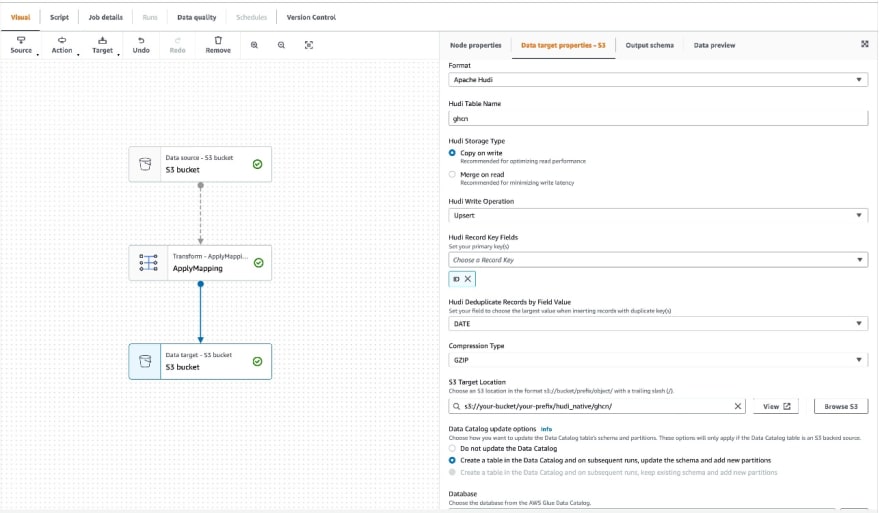 Visual
Script
Job details
Runs
Data quality
Schedules
Version Control
Source
Action
Target
Undo
Redo
Remove
Data source - S3 bucket
S3 bucket
Transform - ApplyMappi...
ApplyMapping
Data target - S3 bucket
S3 bucket
Node properties
Data target properties - S3
Output schema
Data preview
Format
Apache Hudi
Hudi Table Name
ghcn
Hudi Storage Type
Copy on write
Recommended for optimizing read performance
Merge on read
Recommended for minimizing write latency
Hudi Write Operation
Upsert
Hudi Record Key Fields
Set your primary key(s)
Choose a Record Key
ID
Hudi Deduplicate Records by Field Value
Set your field to choose the largest value when inserting records with duplicate key(s)
DATE
Compression Type
GZIP
S3 Target Location
Choose an S3 location in the format s3://bucket/prefix/object/ with a trailing slash (/).
s3://your-bucket/your-prefix/hudi_native/ghcn/
View
Browse S3
Data Catalog update options Info
Choose how you want to update the Data Catalog table's schema and partitions. These options will only apply if the Data Catalog table is an S3 backed source.
Do not update the Data Catalog
Create a table in the Data Catalog and on subsequent runs, update the schema and add new partitions
Create a table in the Data Catalog and on subsequent runs, keep existing schema and add new partitions
Database
Choose the database from the AWS Glue Data Catalog.